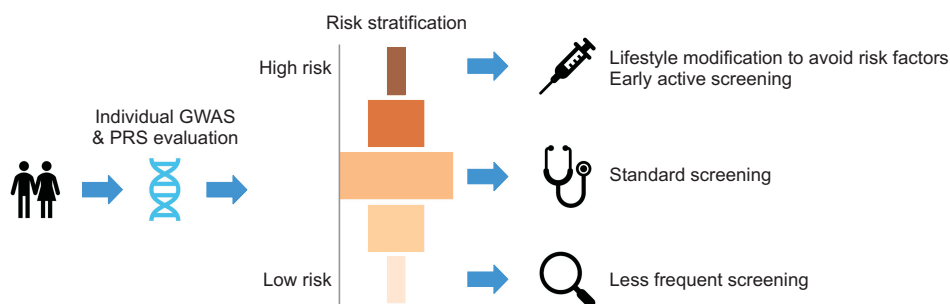 Risk stratification
High risk
Lifestyle modification to avoid risk factors
Early active screening
Individual GWAS
& PRS evaluation
Standard screening
Low risk
Less frequent screening